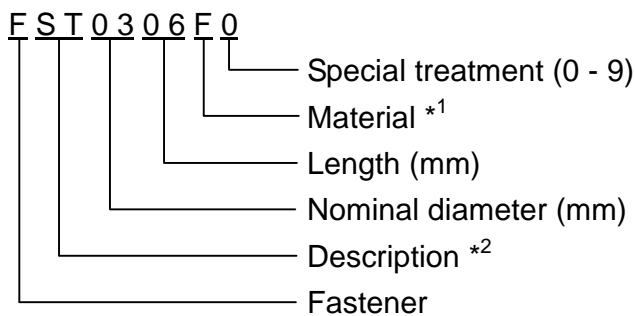 F S T 0 3 0 6 F 0
Special treatment (0 - 9)
Material *1
Length (mm)
Nominal diameter (mm)
Description *2
Fastener